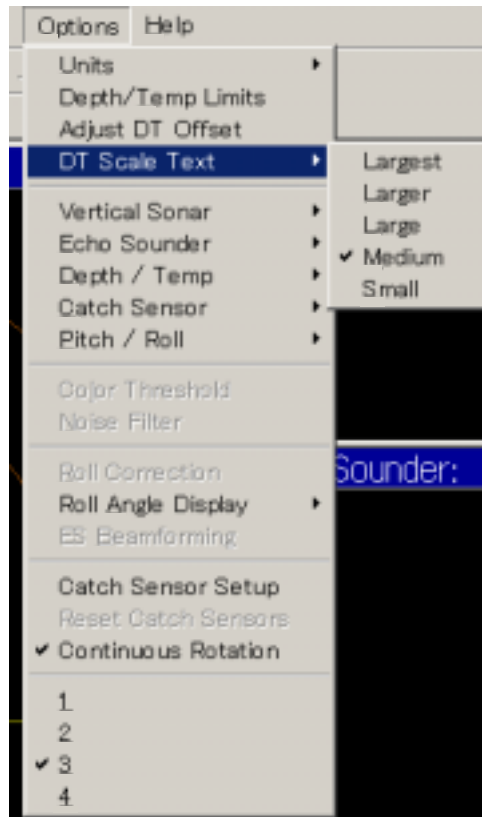 Options Help
Units
Depth/Temp Limits
Adjust DT Offset
DT Scale Text
Largest
Larger
Large
Medium
Small
Vertical Sonar
Echo Sounder
Depth / Temp
Catch Sensor
Pitch / Roll
Color Threshold
Noise Filter
Roll Correction
Roll Angle Display
ES Beamforming
Catch Sensor Setup
Reset Catch Sensors
Continuous Rotation
1
2
3
4
Sounder: